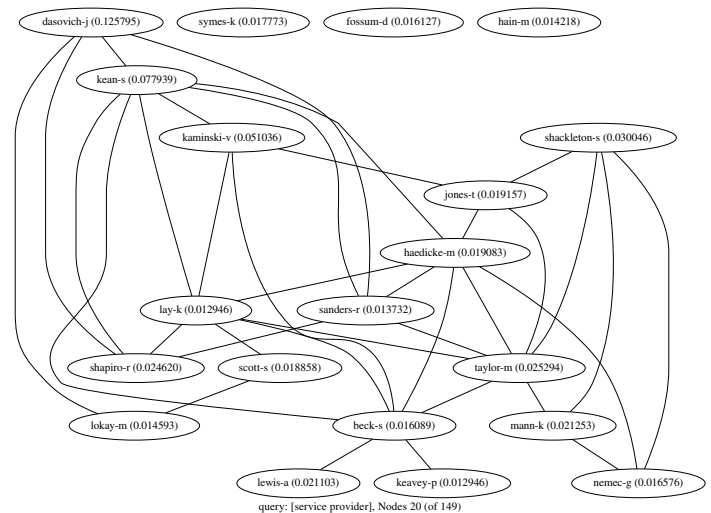 dasovich-j (0.125795) symes-k (0.017773) fossum-d (0.016127) hain-m (0.014218)
kean-s (0.077939)
kaminski-v (0.051036) shackleton-s (0.030046)
jones-t (0.019157)
haedicke-m (0.019083)
lay-k (0.012946) sanders-r (0.013732)
shapiro-r (0.024620) scott-s (0.018858) taylor-m (0.025294)
lokay-m (0.014593) beck-s (0.016089) mann-k (0.021253)
lewis-a (0.021103) keavey-p (0.012946) nemec-g (0.016576)
query: [service provider], Nodes 20 (of 149)